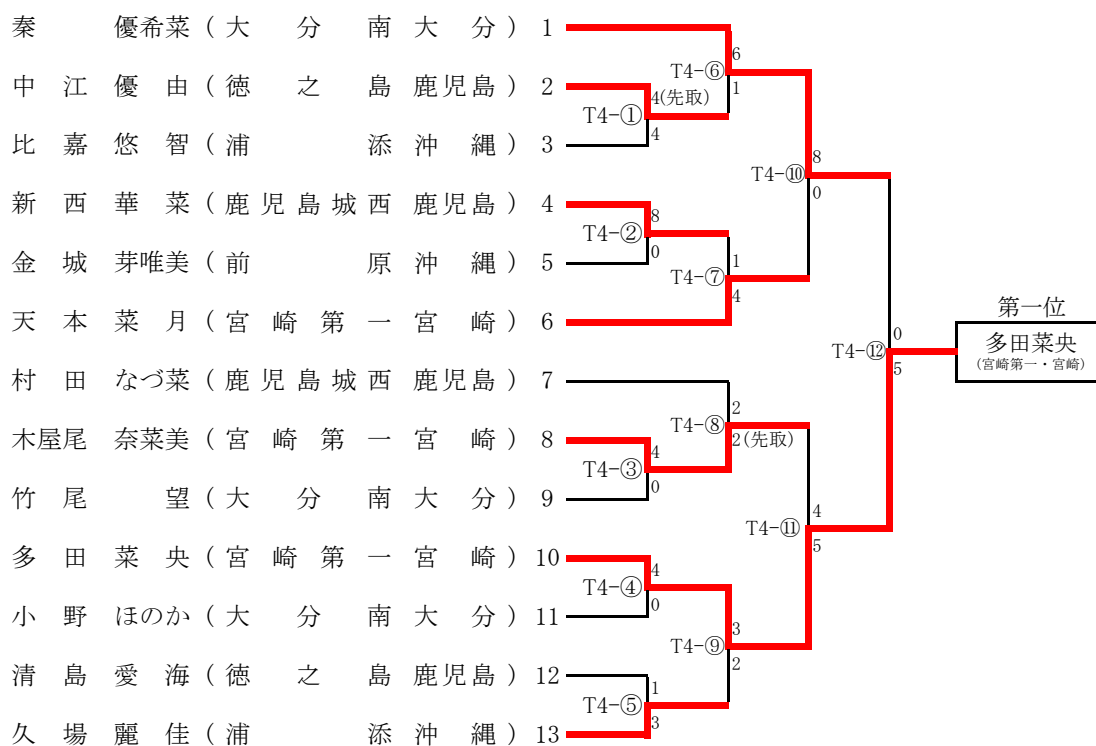 秦 優希菜 ( 大 分 南 大 分 ) 1
6
T4-⑥
1
中 江 優 由 ( 徳 之 島 鹿児島 ) 2
4(先取)
T4-①
4
比 嘉 悠 智 ( 浦 添 沖 縄 ) 3
8
T4-⑩
0
新 西 華 菜 ( 鹿 児 島 城 西 鹿児島 ) 4
8
T4-②
0
金 城 芽唯美 ( 前 原 沖 縄 ) 5
1
T4-⑦
4
天 本 菜 月 ( 宮 崎 第 一 宮 崎 ) 6
第一位
0
T4-⑫
5
多田菜央
(宮崎第一・宮崎)
村 田 なづ菜 ( 鹿 児 島 城 西 鹿児島 ) 7
2
T4-⑧
2(先取)
木屋尾 奈菜美 ( 宮 崎 第 一 宮 崎 ) 8
4
T4-③
0
竹 尾 望 ( 大 分 南 大 分 ) 9
4
T4-⑪
5
多 田 菜 央 ( 宮 崎 第 一 宮 崎 ) 10
4
T4-④
0
小 野 ほのか ( 大 分 南 大 分 ) 11
3
T4-⑨
2
清 島 愛 海 ( 徳 之 島 鹿児島 ) 12
1
T4-⑤
3
久 場 麗 佳 ( 浦 添 沖 縄 ) 13